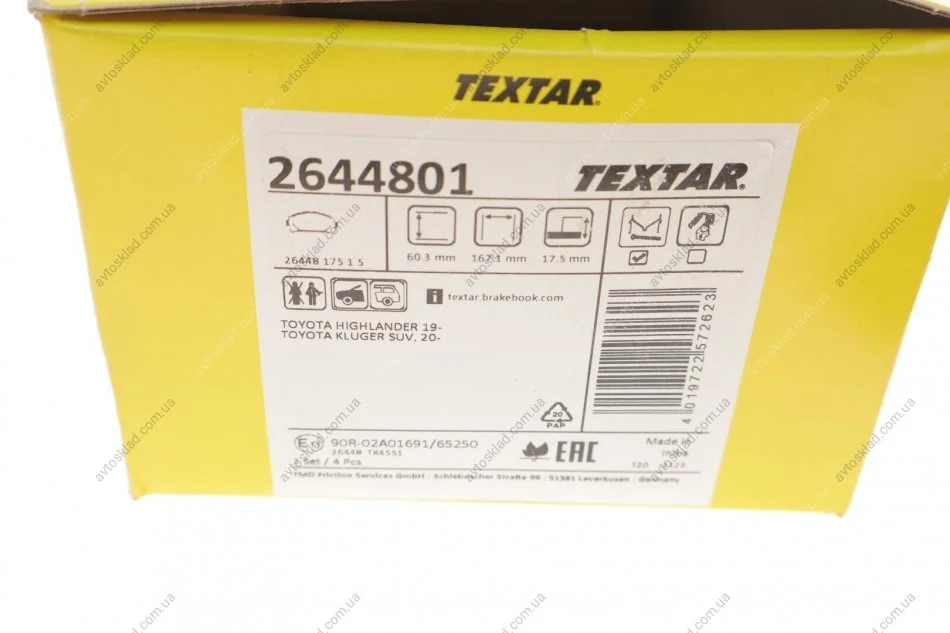 TEXTAR®
2644801
TEXTAR®
26448 175 1 5
60.3 mm
167.1 mm
17.5 mm
i textar.brakebook.com
TOYOTA HIGHLANDER 19-
TOYOTA KLUGER SUV, 20-
4 019722 572623
20
PAP
90R-02A01691/65250
26448 TX4551
Set / 4 Pcs
EAC
Made in
India
T20
TMD Friction Services GmbH · Schlebuscher Straße 99 · 51381 Leverkusen · Germany
avtosklad.com.ua